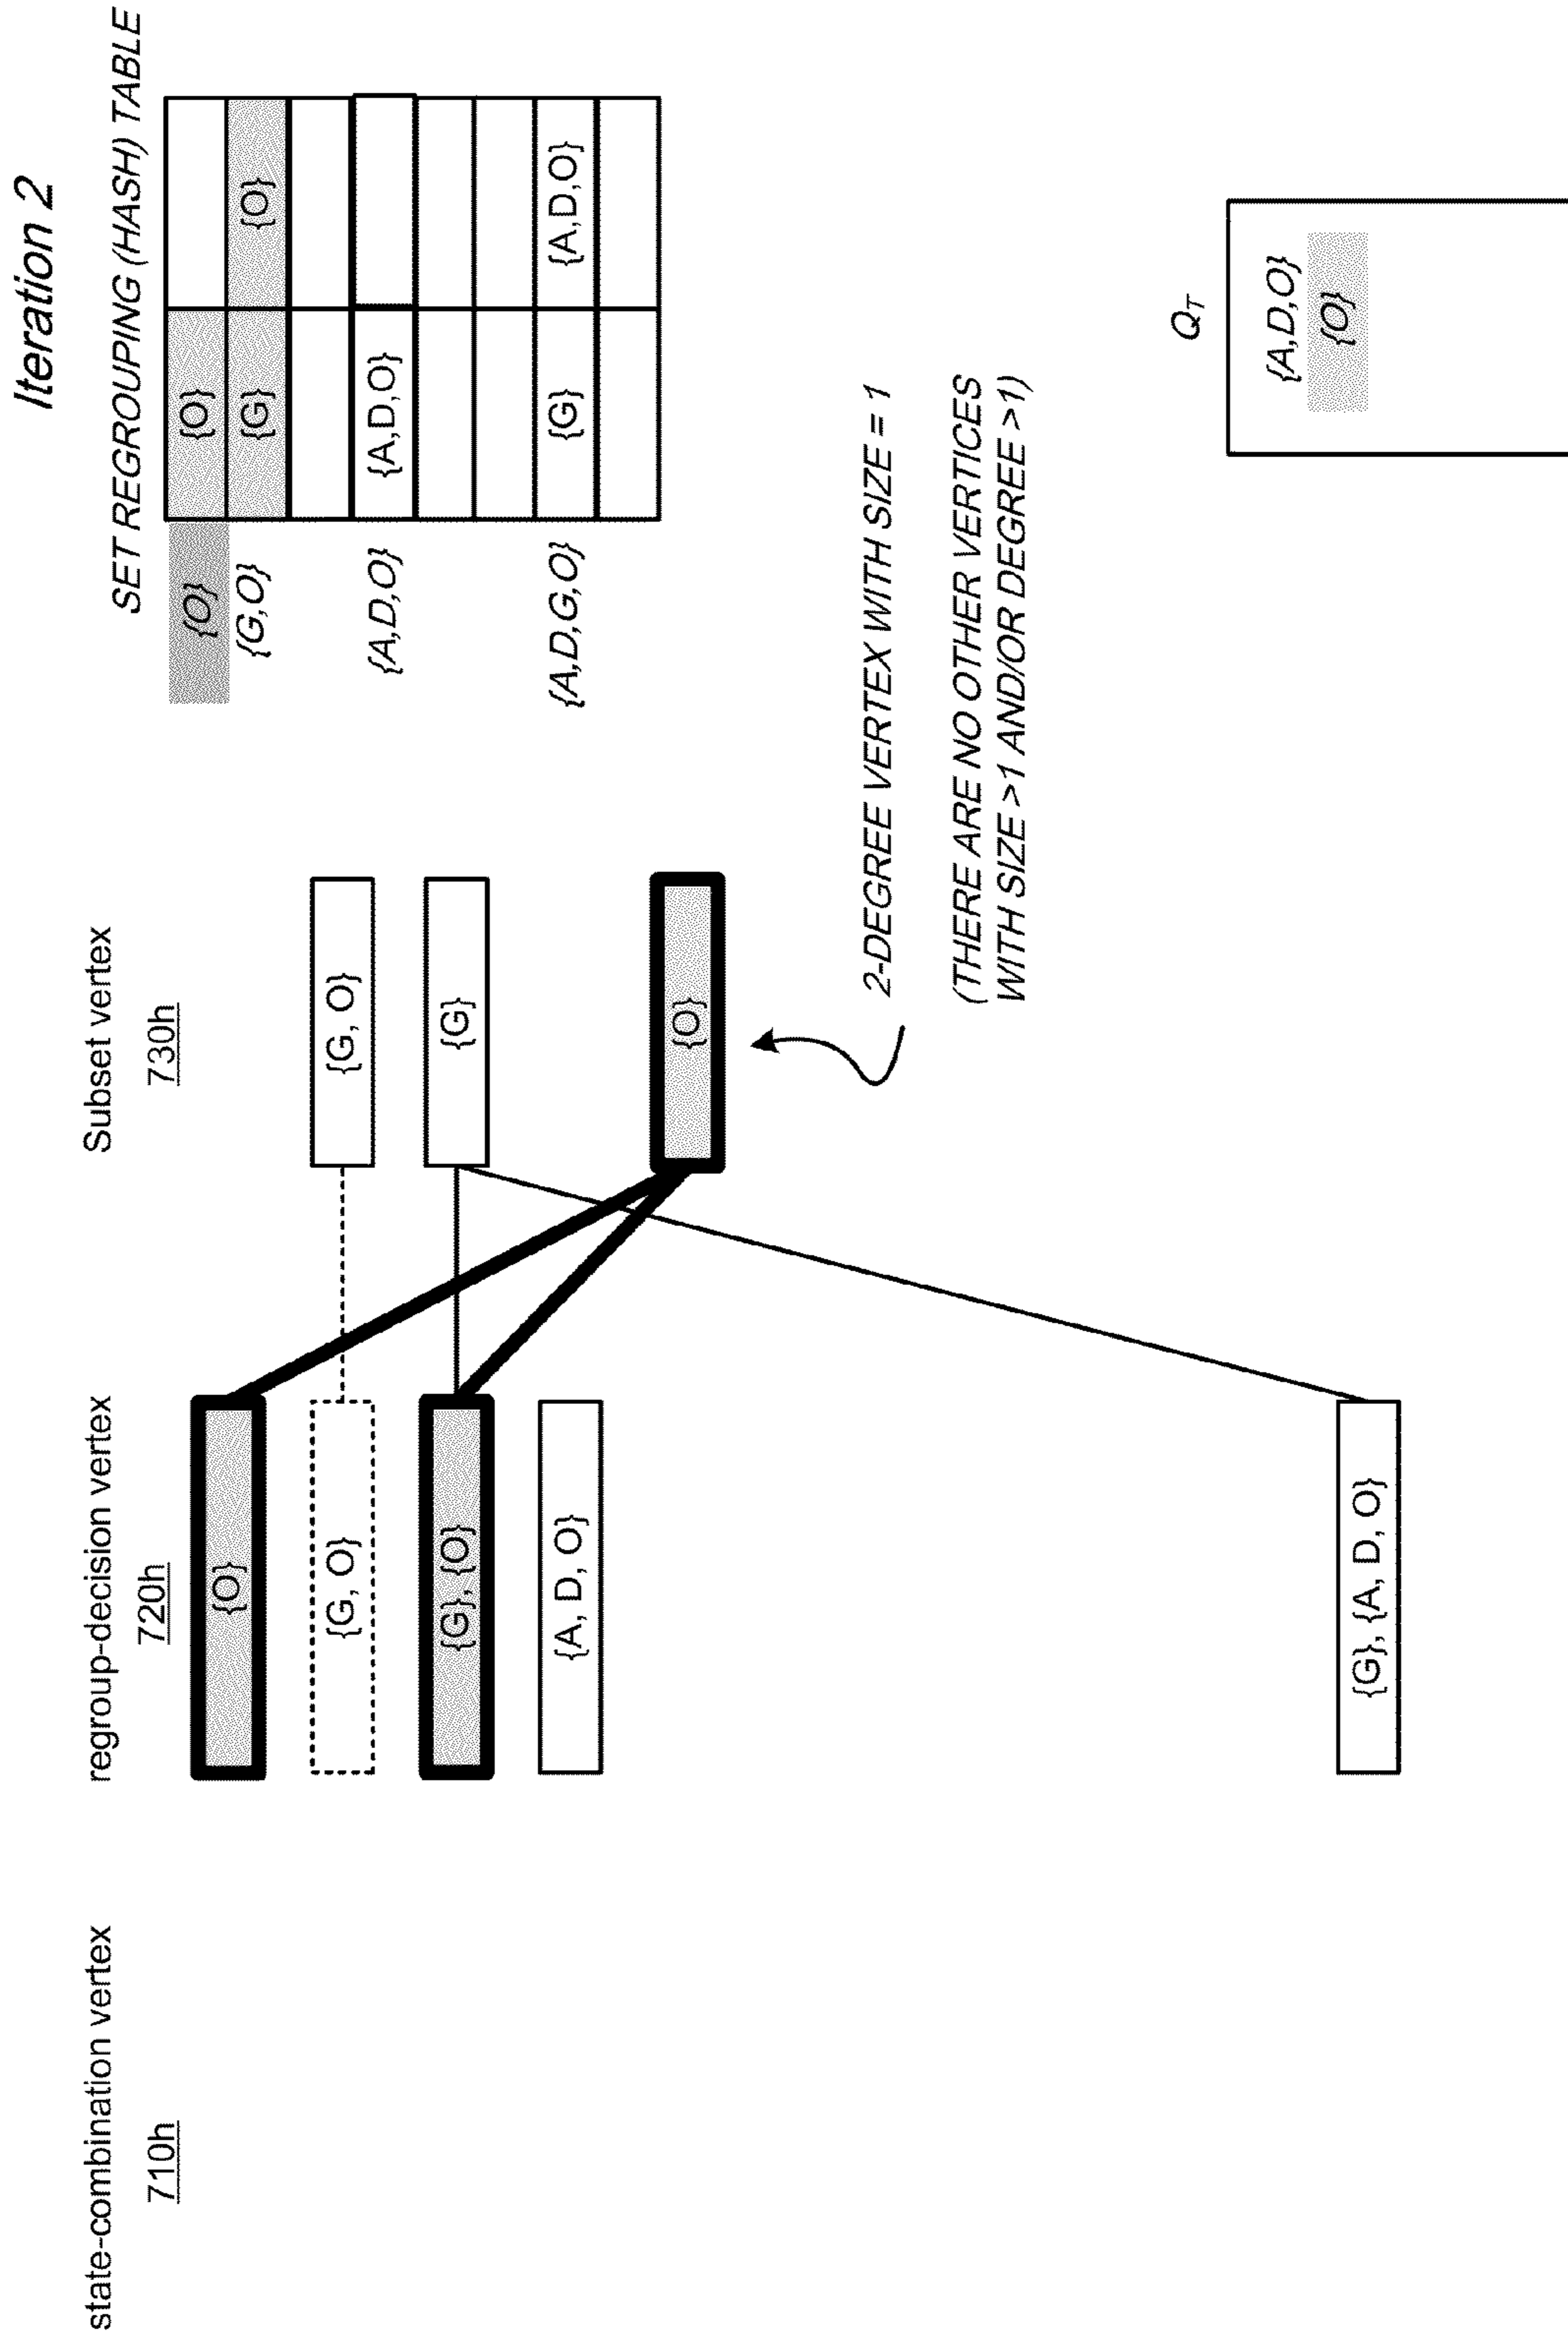 Iteration 2
state-combination vertex
710h
regroup-decision vertex
720h
{O}
{G, O}
{G}, {O}
{A, D, O}
{G}, {A, D, O}
Subset vertex
730h
{G, O}
{G}
{O}
2-DEGREE VERTEX WITH SIZE = 1
(THERE ARE NO OTHER VERTICES
WITH SIZE >1 AND/OR DEGREE >1)
SET REGROUPING (HASH) TABLE
{O} {O}
{G,O} {G} {O}
{A,D,O} {A,D,O}
{A,D,G,O} {G} {A,D,O}
QT
{A,D,O}
{O}